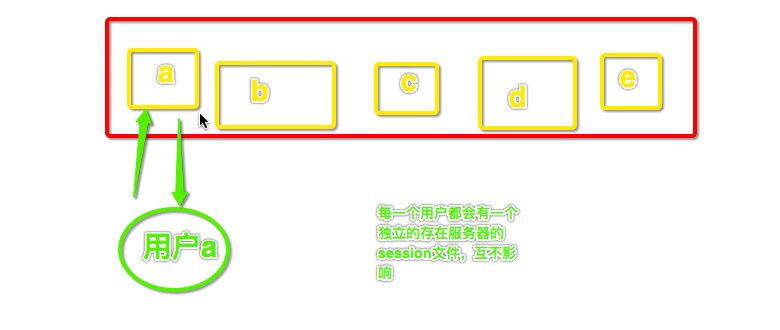 a
b
c
d
e
用户a
每一个用户都会有一个
独立的存在服务器的
session文件，互不影
响